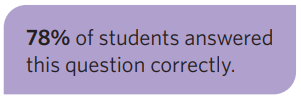 78% of students answered
this question correctly.